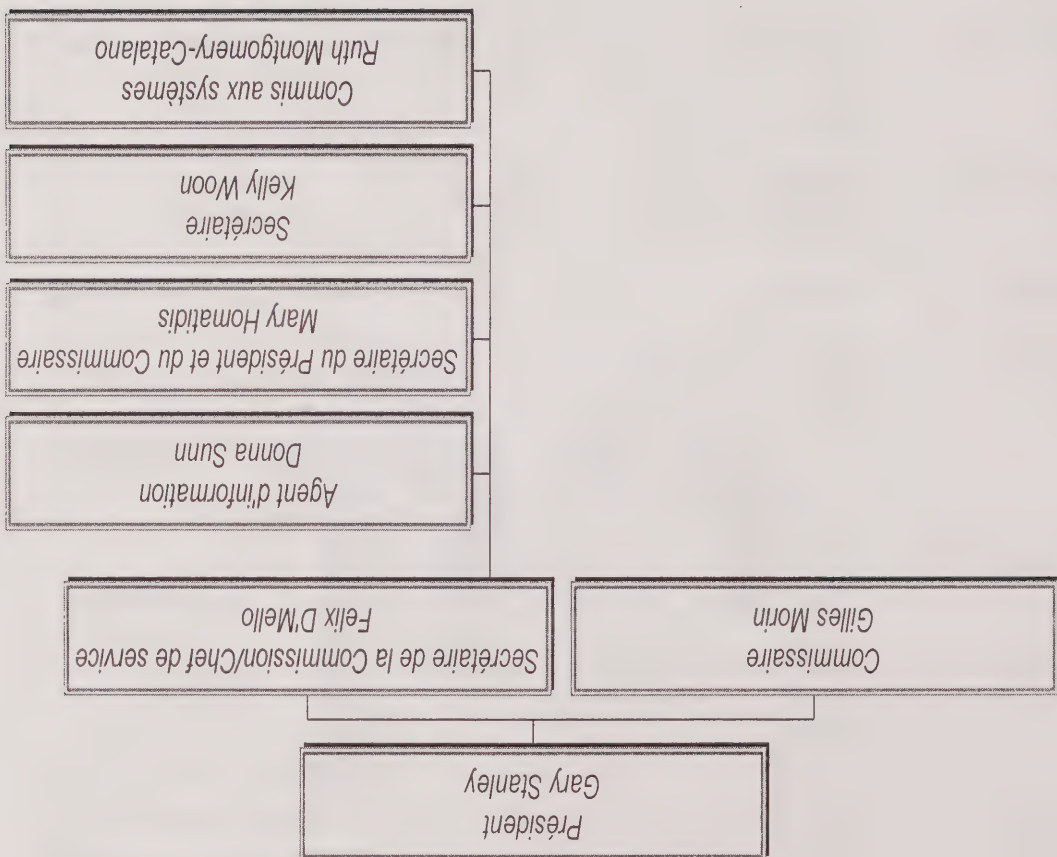 Président
Gary Stanley
Commissaire
Gilles Morin
Secrétaire de la Commission/Chef de service
Felix D'Mello
Agent d'information
Donna Sunn
Secrétaire du Président et du Commissaire
Mary Homatidis
Secrétaire
Kelly Woon
Commis aux systèmes
Ruth Montgomery-Catalano